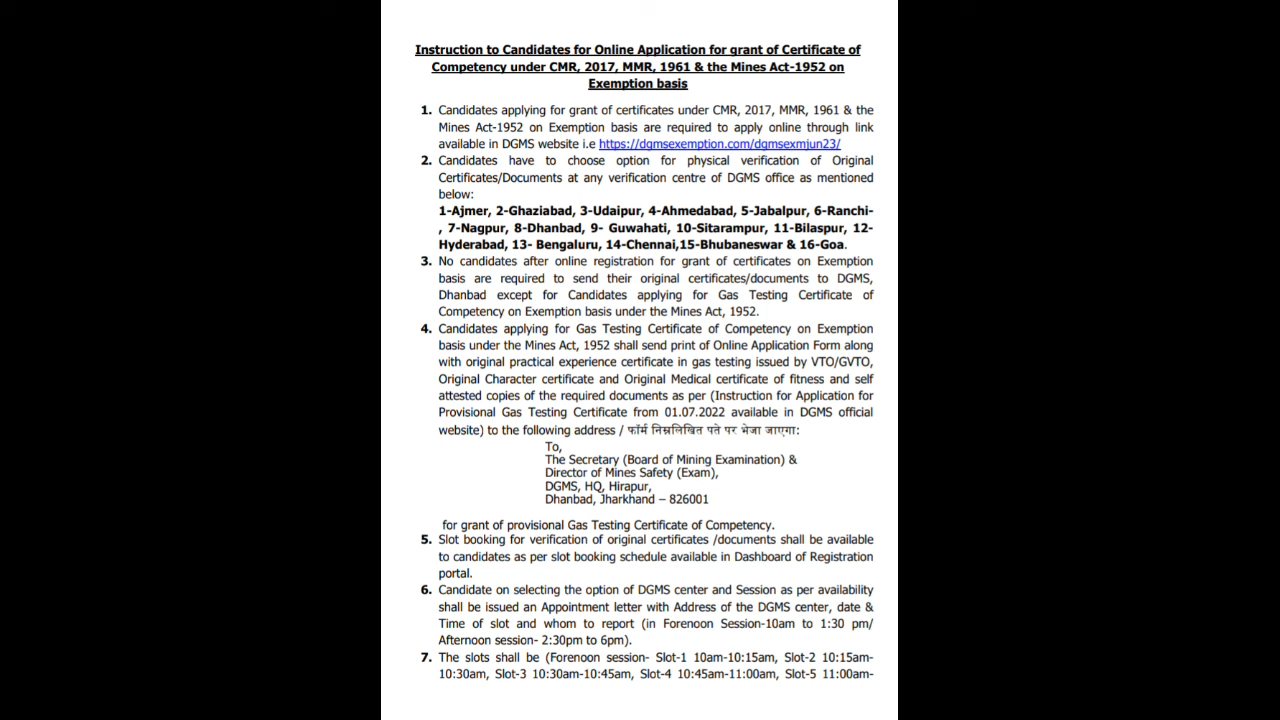 Instruction to Candidates for Online Application for grant of Certificate of
Competency under CMR, 2017, MMR, 1961 & the Mines Act-1952 on
Exemption basis
1. Candidates applying for grant of certificates under CMR, 2017, MMR, 1961 & the
Mines Act-1952 on Exemption basis are required to apply online through link
available in DGMS website i.e https://dgmsexemption.com/dgmsexmjun23/
2. Candidates have to choose option for physical verification of Original
Certificates/Documents at any verification centre of DGMS office as mentioned
below:
1-Ajmer, 2-Ghaziabad, 3-Udaipur, 4-Ahmedabad, 5-Jabalpur, 6-Ranchi-
, 7-Nagpur, 8-Dhanbad, 9- Guwahati, 10-Sitarampur, 11-Bilaspur, 12-
Hyderabad, 13- Bengaluru, 14-Chennai,15-Bhubaneswar & 16-Goa.
3. No candidates after online registration for grant of certificates on Exemption
basis are required to send their original certificates/documents to DGMS,
Dhanbad except for Candidates applying for Gas Testing Certificate of
Competency on Exemption basis under the Mines Act, 1952.
4. Candidates applying for Gas Testing Certificate of Competency on Exemption
basis under the Mines Act, 1952 shall send print of Online Application Form along
with original practical experience certificate in gas testing issued by VTO/GVTO,
Original Character certificate and Original Medical certificate of fitness and self
attested copies of the required documents as per (Instruction for Application for
Provisional Gas Testing Certificate from 01.07.2022 available in DGMS official
website) to the following address / फॉर्म निम्नलिखित पते पर भेजा जाएगा:
To,
The Secretary (Board of Mining Examination) &
Director of Mines Safety (Exam),
DGMS, HQ, Hirapur,
Dhanbad, Jharkhand – 826001
for grant of provisional Gas Testing Certificate of Competency.
5. Slot booking for verification of original certificates /documents shall be available
to candidates as per slot booking schedule available in Dashboard of Registration
portal.
6. Candidate on selecting the option of DGMS center and Session as per availability
shall be issued an Appointment letter with Address of the DGMS center, date &
Time of slot and whom to report (in Forenoon Session-10am to 1:30 pm/
Afternoon session- 2:30pm to 6pm).
7. The slots shall be (Forenoon session- Slot-1 10am-10:15am, Slot-2 10:15am-
10:30am, Slot-3 10:30am-10:45am, Slot-4 10:45am-11:00am, Slot-5 11:00am-